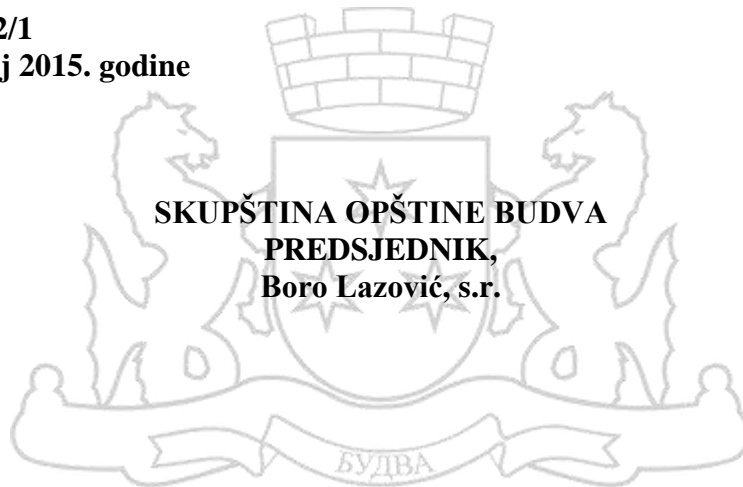 2/1
j 2015. godine
SKUPŠTINA OPŠTINE BUDVA
PREDSJEDNIK,
Boro Lazović, s.r.
БУДВА